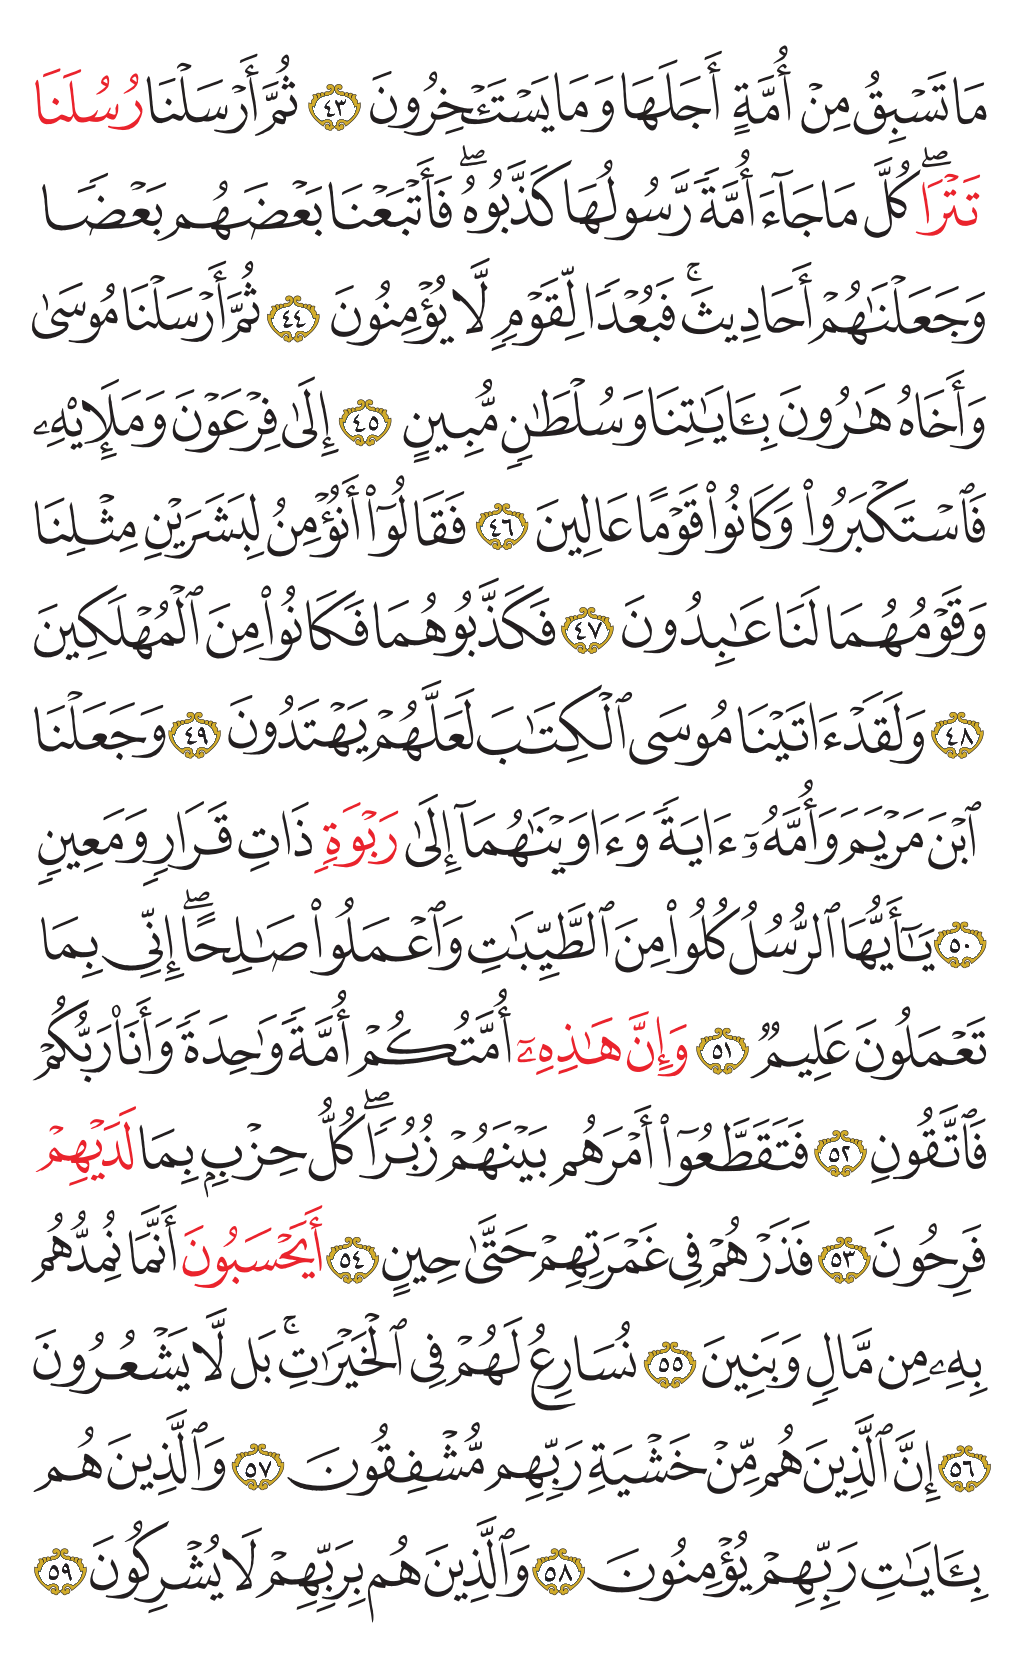 مَا تَسۡبِقُ مِنۡ أُمَّةٍ أَجَلَهَا وَمَا يَسۡتَـٔۡخِرُونَ ٤٣ ثُمَّ أَرۡسَلۡنَا رُسُلَنَا
تَتۡرَاۖ كُلَّ مَا جَآءَ أُمَّةٗ رَّسُولُهَا كَذَّبُوهُۖ فَأَتۡبَعۡنَا بَعۡضَهُم بَعۡضٗا
وَجَعَلۡنَٰهُمۡ أَحَادِيثَۚ فَبُعۡدٗا لِّقَوۡمٖ لَّا يُؤۡمِنُونَ ٤٤ ثُمَّ أَرۡسَلۡنَا مُوسَىٰ
وَأَخَاهُ هَٰرُونَ بِـَٔايَٰتِنَا وَسُلۡطَٰنٖ مُّبِينٍ ٤٥ إِلَىٰ فِرۡعَوۡنَ وَمَلَإِيْهِۦ
فَٱسۡتَكۡبَرُواْ وَكَانُواْ قَوۡمًا عَالِينَ ٤٦ فَقَالُوٓاْ أَنُؤۡمِنُ لِبَشَرَيۡنِ مِثۡلِنَا
وَقَوۡمُهُمَا لَنَا عَٰبِدُونَ ٤٧ فَكَذَّبُوهُمَا فَكَانُواْ مِنَ ٱلۡمُهۡلَكِينَ
٤٨ وَلَقَدۡ ءَاتَيۡنَا مُوسَى ٱلۡكِتَٰبَ لَعَلَّهُمۡ يَهۡتَدُونَ ٤٩ وَجَعَلۡنَا
ٱبۡنَ مَرۡيَمَ وَأُمَّهُۥٓ ءَايَةٗ وَءَاوَيۡنَٰهُمَآ إِلَىٰ رَبۡوَةٖ ذَاتِ قَرَارٖ وَمَعِينٖ
٥٠ يَٰٓأَيُّهَا ٱلرُّسُلُ كُلُواْ مِنَ ٱلطَّيِّبَٰتِ وَٱعۡمَلُواْ صَٰلِحًاۖ إِنِّي بِمَا
تَعۡمَلُونَ عَلِيمٞ ٥١ وَإِنَّ هَٰذِهِۦٓ أُمَّتُكُمۡ أُمَّةٗ وَٰحِدَةٗ وَأَنَا۠ رَبُّكُمۡ
فَٱتَّقُونِ ٥٢ فَتَقَطَّعُوٓاْ أَمۡرَهُم بَيۡنَهُمۡ زُبُرٗاۖ كُلُّ حِزۡبِۭ بِمَا لَدَيۡهِمۡ
فَرِحُونَ ٥٣ فَذَرۡهُمۡ فِي غَمۡرَتِهِمۡ حَتَّىٰ حِينٍ ٥٤ أَيَحۡسَبُونَ أَنَّمَا نُمِدُّهُم
بِهِۦ مِن مَّالٖ وَبَنِينَ ٥٥ نُسَارِعُ لَهُمۡ فِي ٱلۡخَيۡرَٰتِۚ بَل لَّا يَشۡعُرُونَ
٥٦ إِنَّ ٱلَّذِينَ هُم مِّنۡ خَشۡيَةِ رَبِّهِم مُّشۡفِقُونَ ٥٧ وَٱلَّذِينَ هُم
بِـَٔايَٰتِ رَبِّهِمۡ يُؤۡمِنُونَ ٥٨ وَٱلَّذِينَ هُم بِرَبِّهِمۡ لَا يُشۡرِكُونَ ٥٩